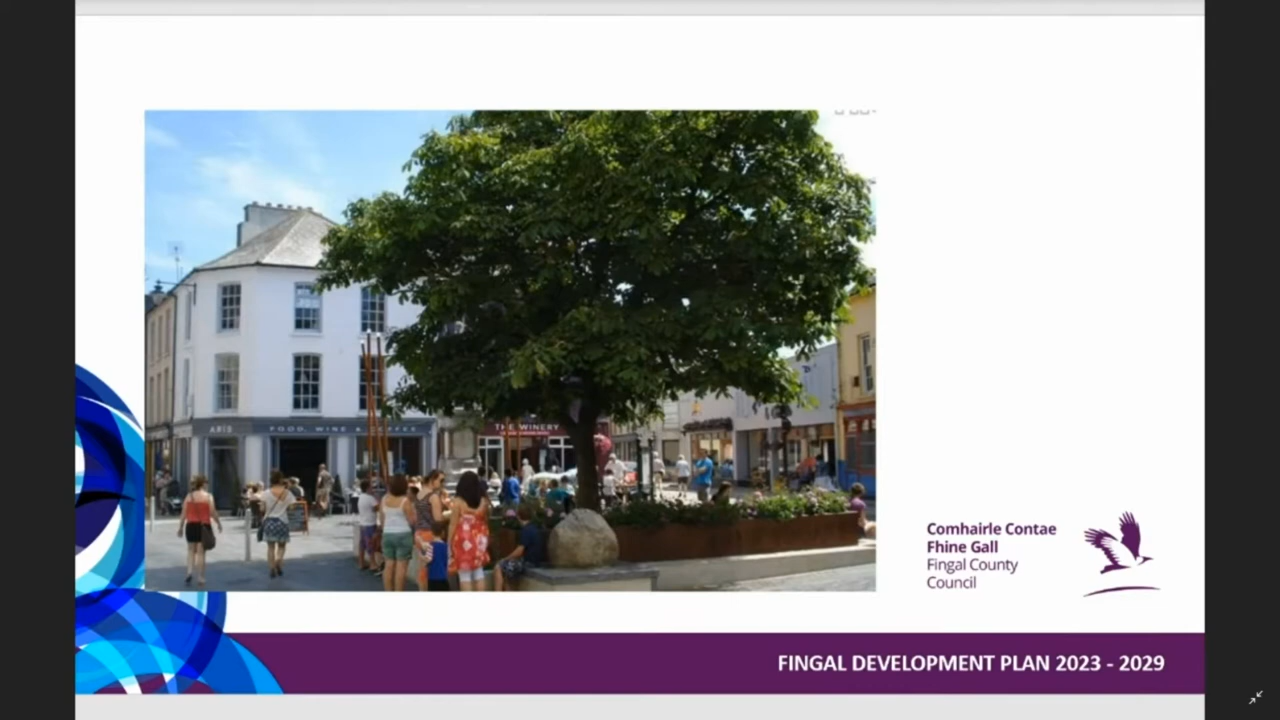 ARÍS FOOD, WINE & COFFEE
THE WINERY
Comhairle Contae
Fhine Gall
Fingal County
Council
FINGAL DEVELOPMENT PLAN 2023 - 2029